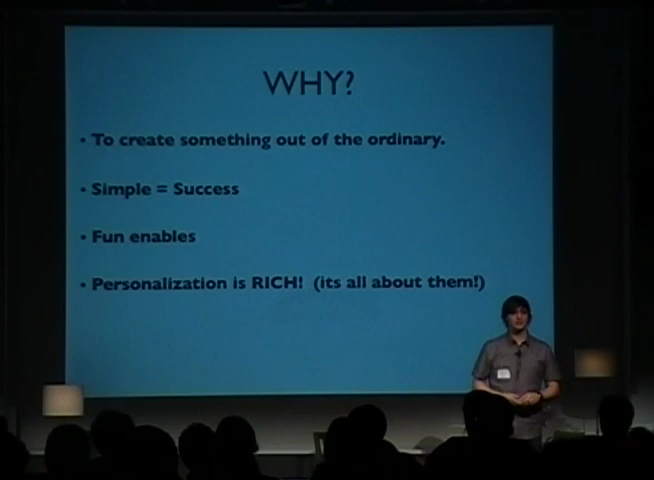 WHY?
• To create something out of the ordinary.
• Simple = Success
• Fun enables
• Personalization is RICH! (its all about them!)